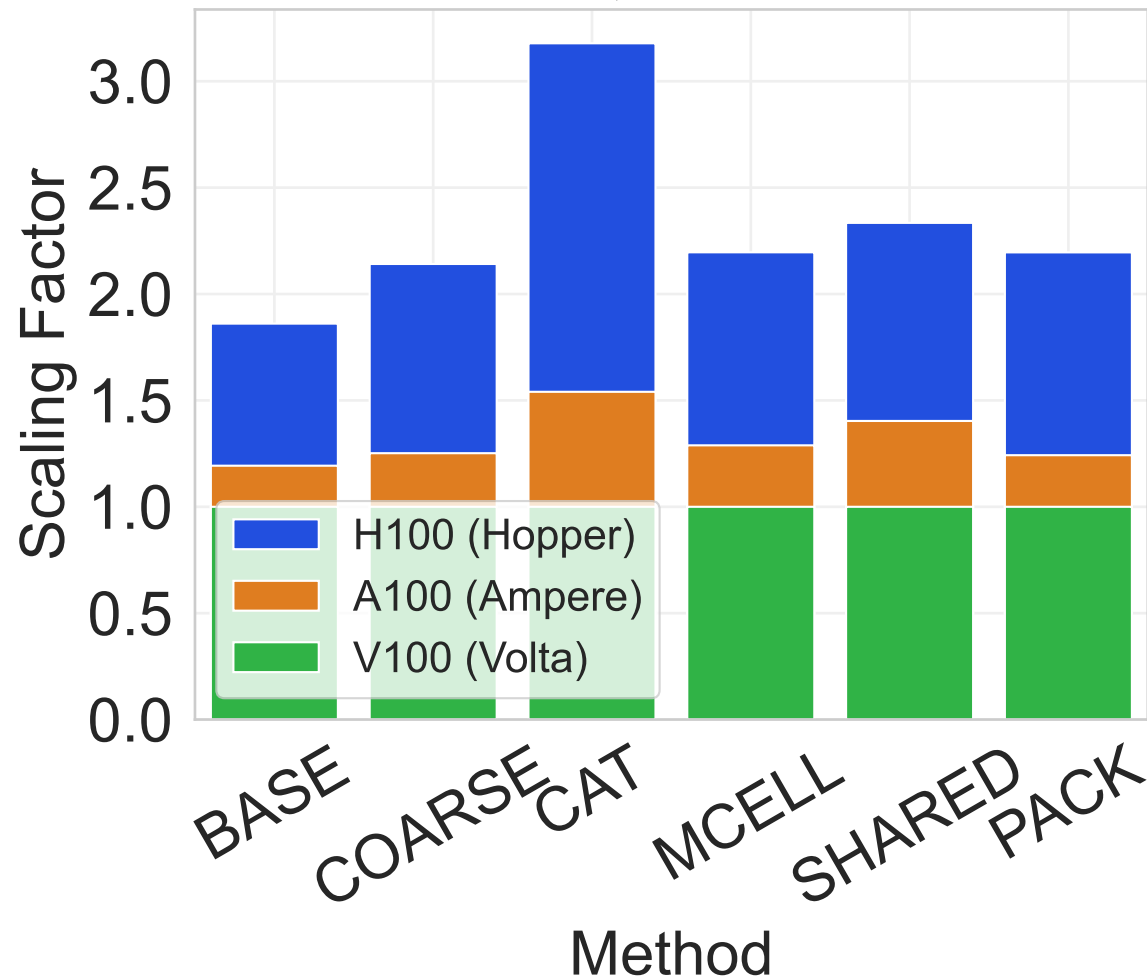 Scaling Factor
3.0
2.5
2.0
1.5
1.0
0.5
0.0
H100 (Hopper)
A100 (Ampere)
V100 (Volta)
BASE
COARSE
CAT
MCELL
SHARED
PACK
Method